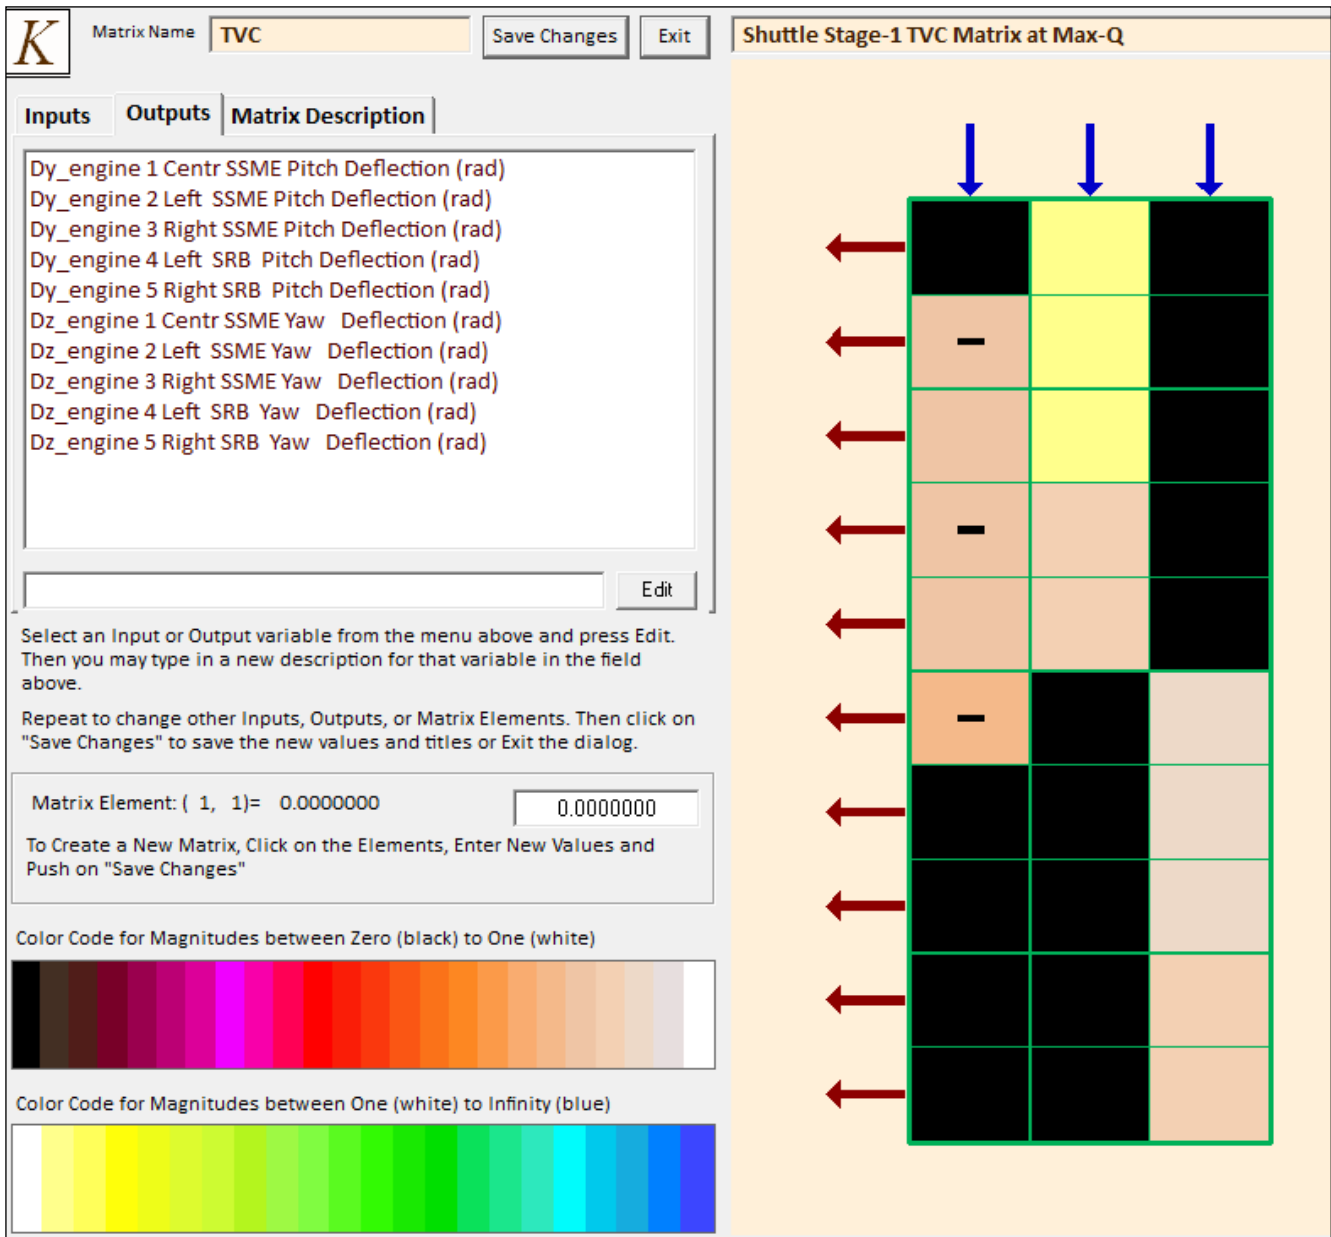 K
Matrix Name TVC Save Changes Exit Shuttle Stage-1 TVC Matrix at Max-Q
Inputs Outputs Matrix Description
Dy_engine 1 Centr SSME Pitch Deflection (rad)
Dy_engine 2 Left SSME Pitch Deflection (rad)
Dy_engine 3 Right SSME Pitch Deflection (rad)
Dy_engine 4 Left SRB Pitch Deflection (rad)
Dy_engine 5 Right SRB Pitch Deflection (rad)
Dz_engine 1 Centr SSME Yaw Deflection (rad)
Dz_engine 2 Left SSME Yaw Deflection (rad)
Dz_engine 3 Right SSME Yaw Deflection (rad)
Dz_engine 4 Left SRB Yaw Deflection (rad)
Dz_engine 5 Right SRB Yaw Deflection (rad)
Edit
Select an Input or Output variable from the menu above and press Edit.
Then you may type in a new description for that variable in the field
above.
Repeat to change other Inputs, Outputs, or Matrix Elements. Then click on
"Save Changes" to save the new values and titles or Exit the dialog.
Matrix Element: ( 1, 1)= 0.0000000 0.0000000
To Create a New Matrix, Click on the Elements, Enter New Values and
Push on "Save Changes"
Color Code for Magnitudes between Zero (black) to One (white)
Color Code for Magnitudes between One (white) to Infinity (blue)